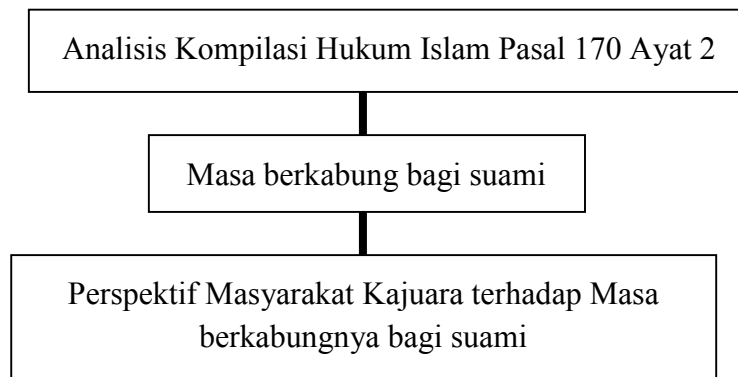 Analisis Kompilasi Hukum Islam Pasal 170 Ayat 2
Masa berkabung bagi suami
Perspektif Masyarakat Kajuara terhadap Masa
berkabungnya bagi suami